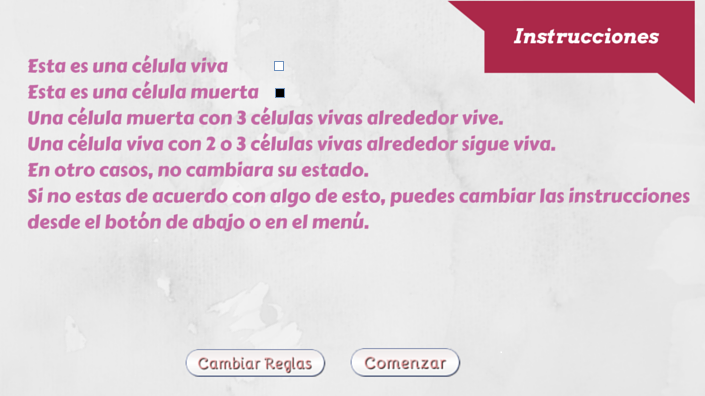 Instrucciones
Esta es una célula viva
Esta es una célula muerta
Una célula muerta con 3 células vivas alrededor vive.
Una célula viva con 2 o 3 células vivas alrededor sigue viva.
En otro casos, no cambiara su estado.
Si no estas de acuerdo con algo de esto, puedes cambiar las instrucciones
desde el botón de abajo o en el menú.
Cambiar Reglas
Comenzar